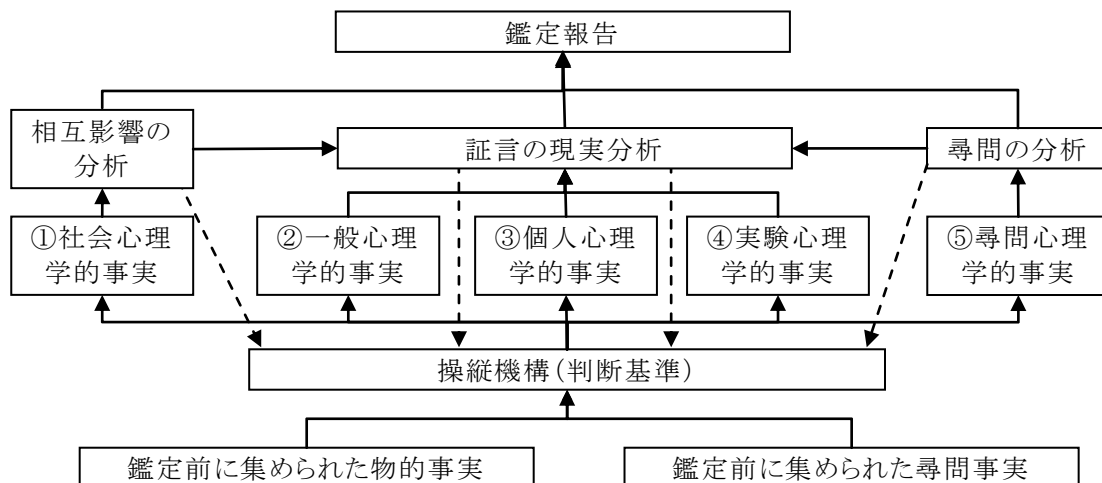 鑑定報告
相互影響の
分析
証言の現実分析
尋問の分析
①社会心理
学的事実
②一般心理
学的事実
③個人心理
学的事実
④実験心理
学的事実
⑤尋問心理
学的事実
操縦機構(判断基準)
鑑定前に集められた物的事実
鑑定前に集められた尋問事実